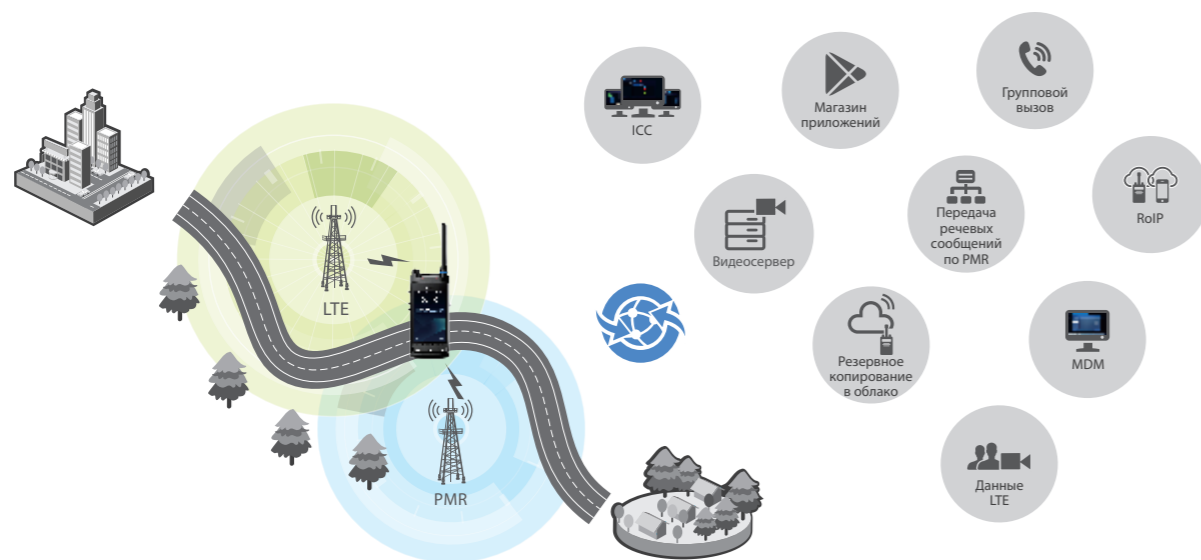 LTE
PMR
ICC
Магазин
приложений
Групповой
вызов
Видеосервер
Передача
речевых
сообщений
по PMR
RoIP
Резервное
копирование
в облако
MDM
Данные
LTE